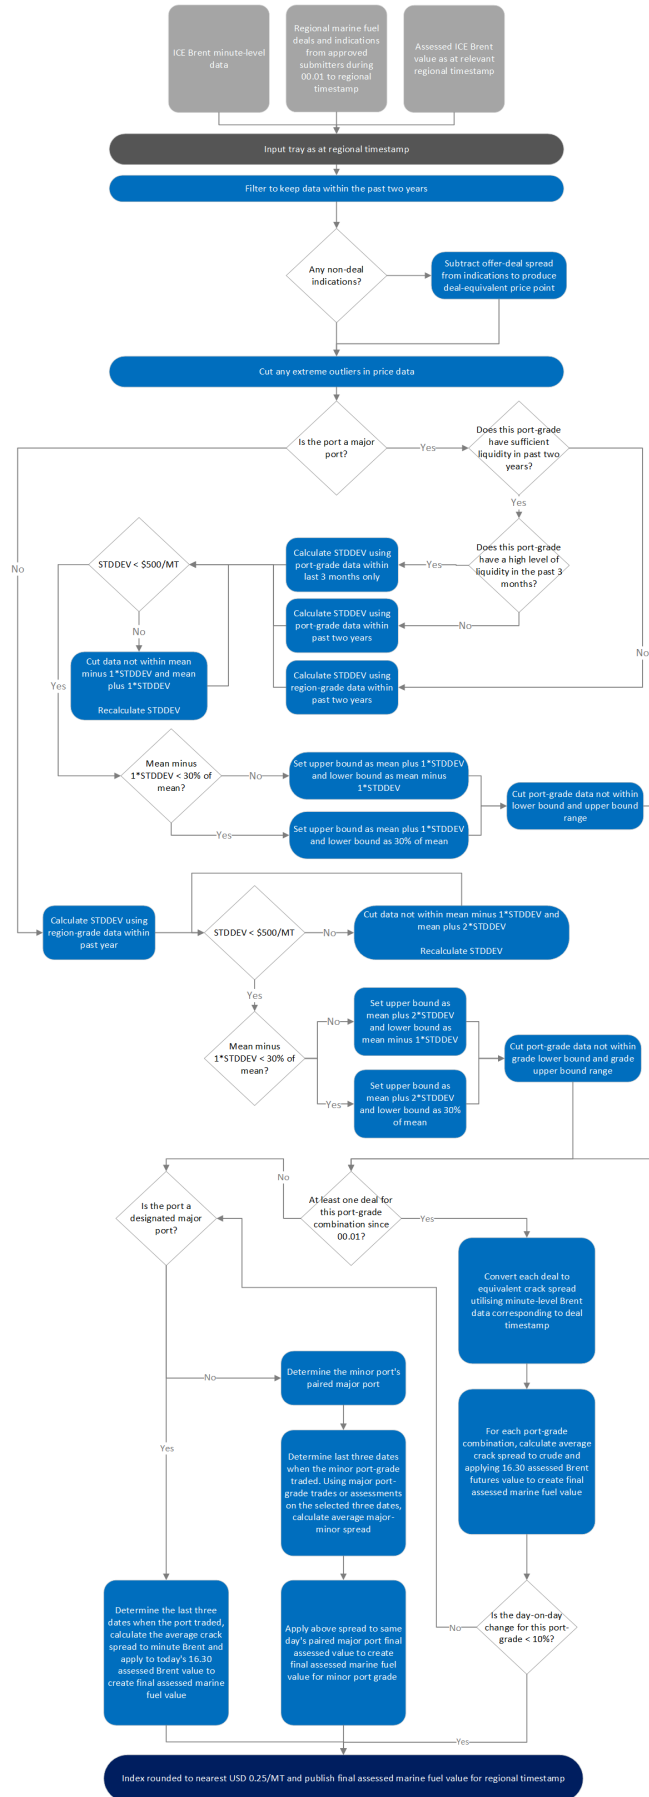 ICE Brent minute-level
data
Regional marine fuel
deals and indications
from approved
submitters during
00.01 to regional
timestamp
Assessed ICE Brent
value as at relevant
regional timestamp
Input tray as at regional timestamp
Filter to keep data within the past two years
Any non-deal
indications?
Subtract offer-deal spread
from indications to produce
deal-equivalent price point
Cut any extreme outliers in price data
Is the port a major
port?
Yes
Does this port-grade
have sufficient
liquidity in past two
years?
No
Yes
No
STDDEV < $500/MT
Calculate STDDEV using
port-grade data within
last 3 months only
Yes
Does this port-grade
have a high level of
liquidity in the past 3
months?
Calculate STDDEV using
port-grade data within
past two years
No
No
Cut data not within mean
minus 1*STDDEV and mean
plus 1*STDDEV
Recalculate STDDEV
Yes
Calculate STDDEV using
region-grade data within
past two years
Mean minus
1*STDDEV < 30% of
mean?
No
Set upper bound as mean plus 1*STDDEV
and lower bound as mean minus
1*STDDEV
Cut port-grade data not within
lower bound and upper bound
range
Yes
Set upper bound as mean plus 1*STDDEV
and lower bound as 30% of mean
Calculate STDDEV using
region-grade data within
past year
STDDEV < $500/MT
No
Cut data not within mean minus 1*STDDEV and
mean plus 2*STDDEV
Recalculate STDDEV
Yes
Mean minus
1*STDDEV < 30% of
mean?
No
Set upper bound as
mean plus 2*STDDEV
and lower bound as
mean minus 1*STDDEV
Cut port-grade data not within
grade lower bound and grade
upper bound range
Yes
Set upper bound as
mean plus 2*STDDEV
and lower bound as 30%
of mean
No
Is the port a
designated major
port?
At least one deal for
this port-grade
combination since
00.01?
Yes
Convert each deal to
equivalent crack spread
utilising minute-level Brent
data corresponding to deal
timestamp
No
Determine the minor port's
paired major port
Yes
Determine last three dates
when the minor port-grade
traded. Using major port-
grade trades or assessments
on the selected three dates,
calculate average major-
minor spread
For each port-grade
combination, calculate average
crack spread to crude and
applying 16.30 assessed Brent
futures value to create final
assessed marine fuel value
Determine the last three
dates when the port traded,
calculate the average crack
spread to minute Brent and
apply to today's 16.30
assessed Brent value to
create final assessed marine
fuel value
Apply above spread to same
day's paired major port final
assessed value to create
final assessed marine fuel
value for minor port grade
No
Is the day-on-day
change for this port-
grade < 10%?
Yes
Index rounded to nearest USD 0.25/MT and publish final assessed marine fuel value for regional timestamp